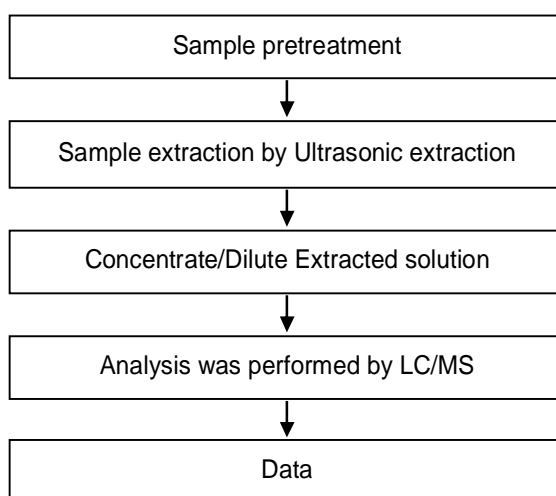 Sample pretreatment
Sample extraction by Ultrasonic extraction
Concentrate/Dilute Extracted solution
Analysis was performed by LC/MS
Data